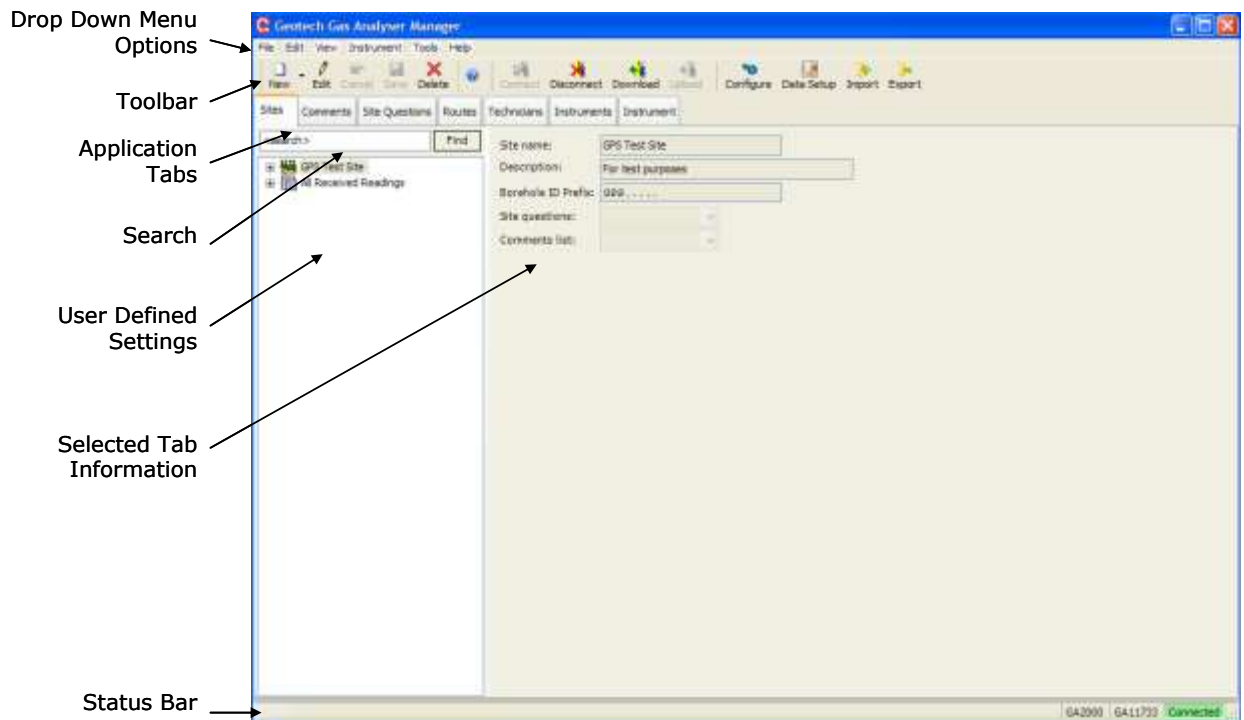 Drop Down Menu
Options
Toolbar
Application
Tabs
Search
User Defined
Settings
Selected Tab
Information
Status Bar
Geotech Gas Analyser Manager
File Edit View Instrument Tools Help
New Edit Cancel Save Delete Connect Disconnect Download Upload Configure Data Setup Import Export
Sites Comments Site Questions Routes Technicians Instruments Instrument
<search> Find
GPS Test Site
All Received Readings
Site name: GPS Test Site
Description: For test purposes
Borehole ID Prefix:
Site questions:
Comments list:
GA2000 GA11733 Connected